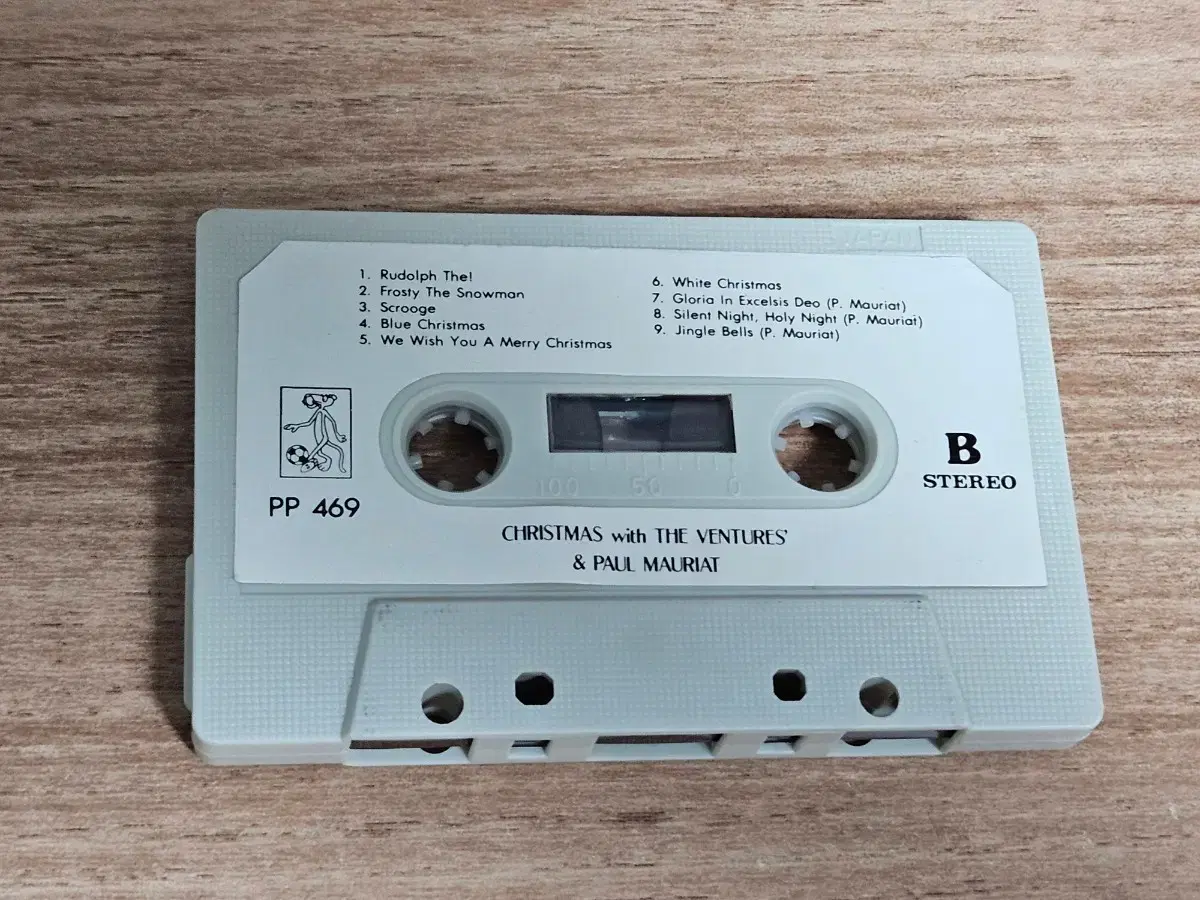 JAPAN
1. Rudolph The!
2. Frosty The Snowman
3. Scrooge
4. Blue Christmas
5. We Wish You A Merry Christmas
6. White Christmas
7. Gloria In Excelsis Deo (P. Mauriat)
8. Silent Night, Holy Night (P. Mauriat)
9. Jingle Bells (P. Mauriat)
PP 469
100 50 0
B
STEREO
CHRISTMAS with THE VENTURES'
& PAUL MAURIAT